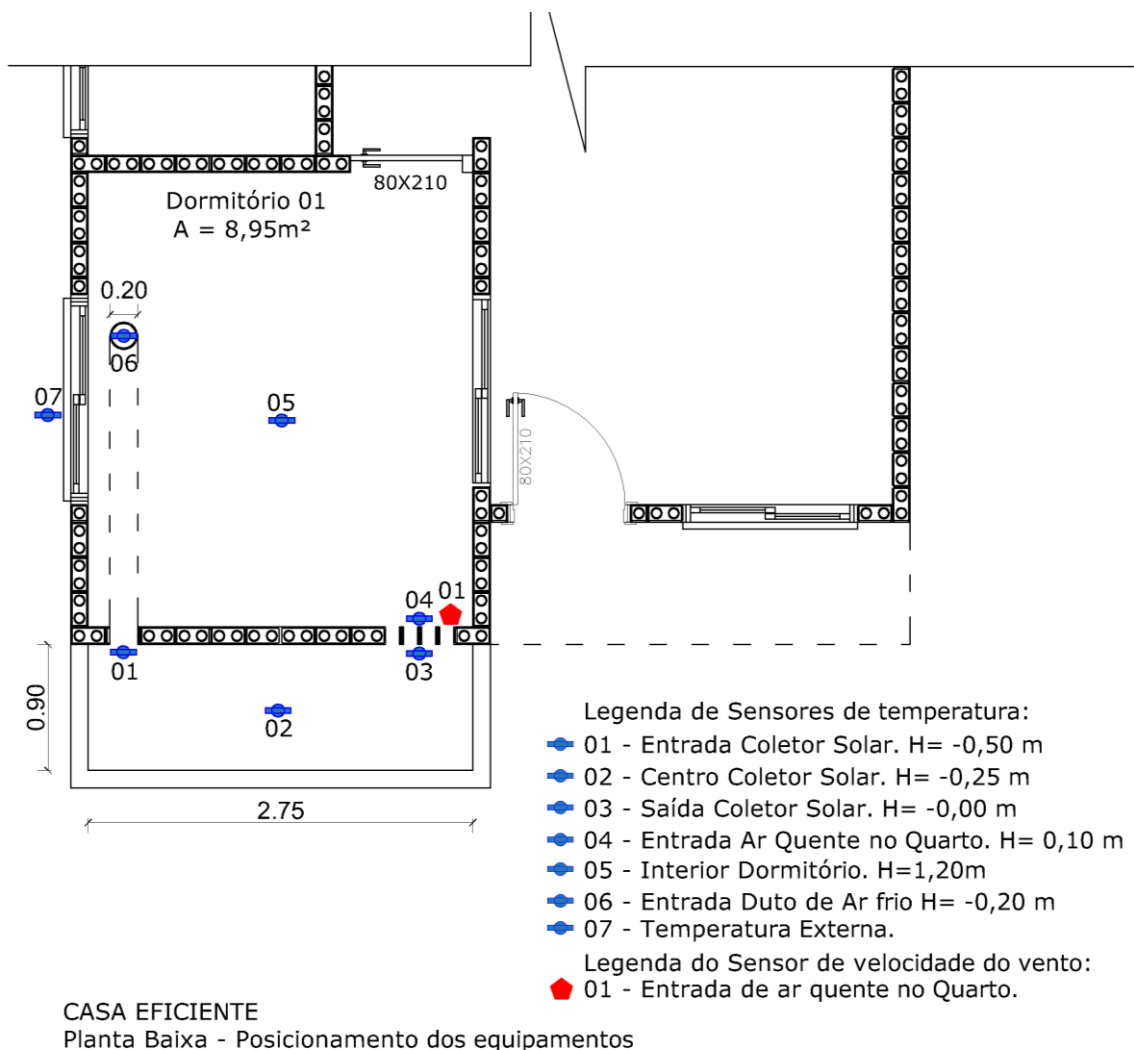 80X210
Dormitório 01
A = 8,95m²
0.20
06
07
05
80X210
04
01
01
03
02
0.90
2.75
Legenda de Sensores de temperatura:
01 - Entrada Coletor Solar. H= -0,50 m
02 - Centro Coletor Solar. H= -0,25 m
03 - Saída Coletor Solar. H= -0,00 m
04 - Entrada Ar Quente no Quarto. H= 0,10 m
05 - Interior Dormitório. H=1,20m
06 - Entrada Duto de Ar frio H= -0,20 m
07 - Temperatura Externa.
Legenda do Sensor de velocidade do vento:
01 - Entrada de ar quente no Quarto.
CASA EFICIENTE
Planta Baixa - Posicionamento dos equipamentos